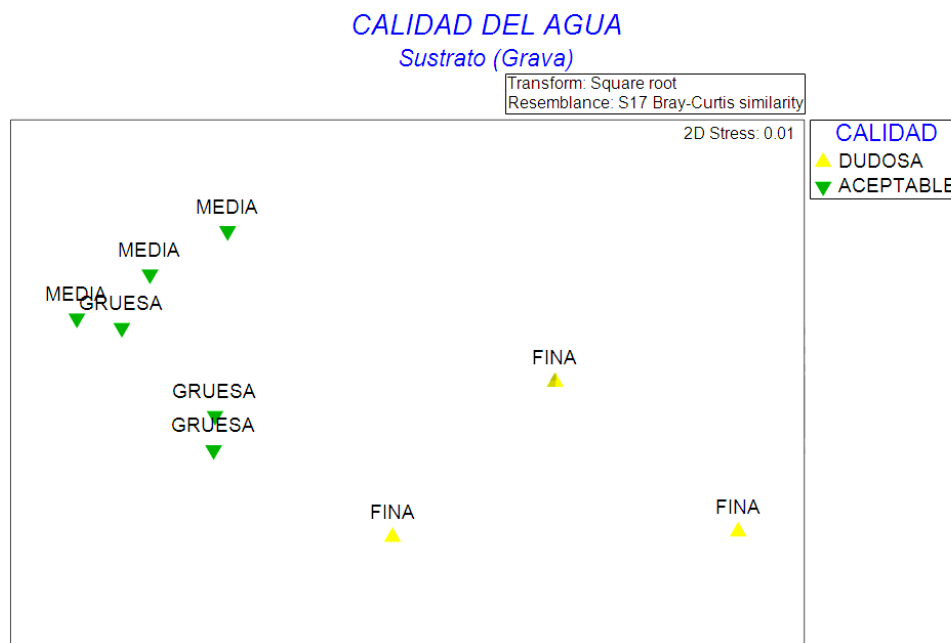 CALIDAD DEL AGUA
Sustrato (Grava)
Transform: Square root
Resemblance: S17 Bray-Curtis similarity
2D Stress: 0.01
CALIDAD
DUDOSA
ACEPTABLE
MEDIA
MEDIA
MEDIA
GRUESA
FINA
GRUESA
GRUESA
FINA
FINA